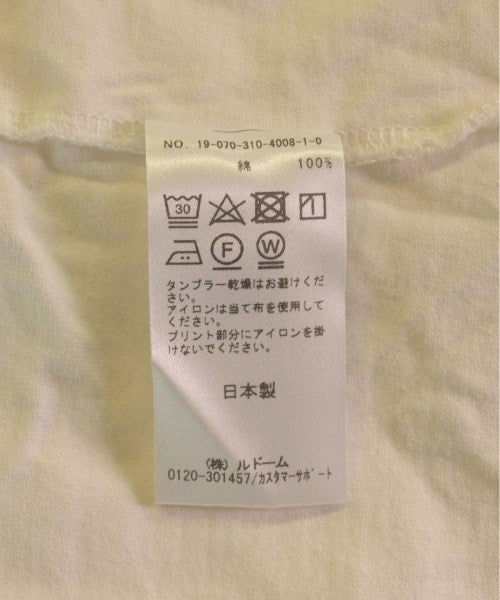 NO. 19-070-310-4008-1-0
綿 100%
30
F W
タンブラー乾燥はお避けくだ
さい。
アイロンは当て布を使用して
ください。
プリント部分にアイロンを掛
けないでください。
日本製
(株) ルドーム
0120-301457/カスタマーサポート